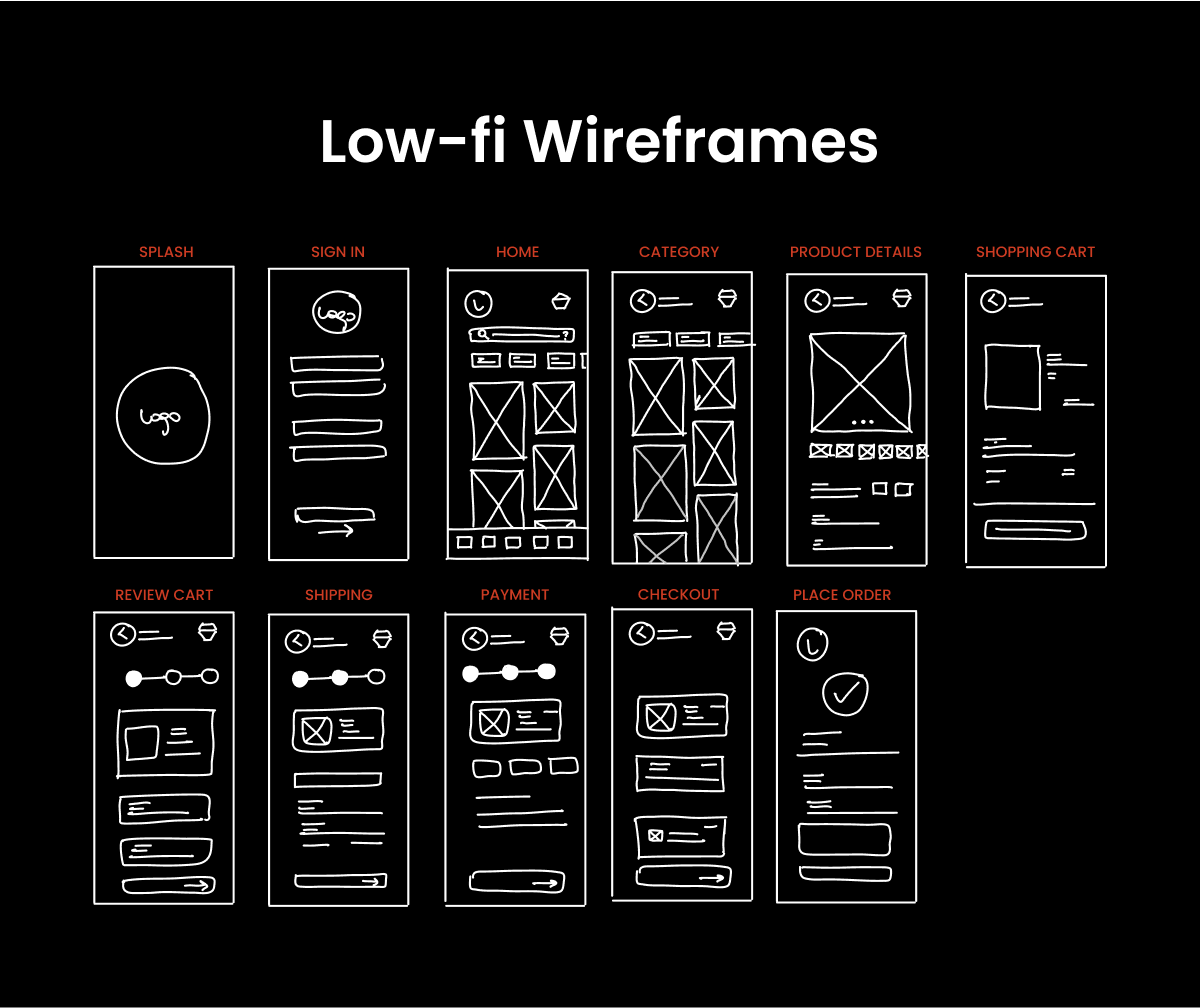 Low-fi Wireframes
SPLASH
SIGN IN
HOME
CATEGORY
PRODUCT DETAILS
SHOPPING CART
Logo
Logo
L
?
REVIEW CART
SHIPPING
PAYMENT
CHECKOUT
PLACE ORDER
L